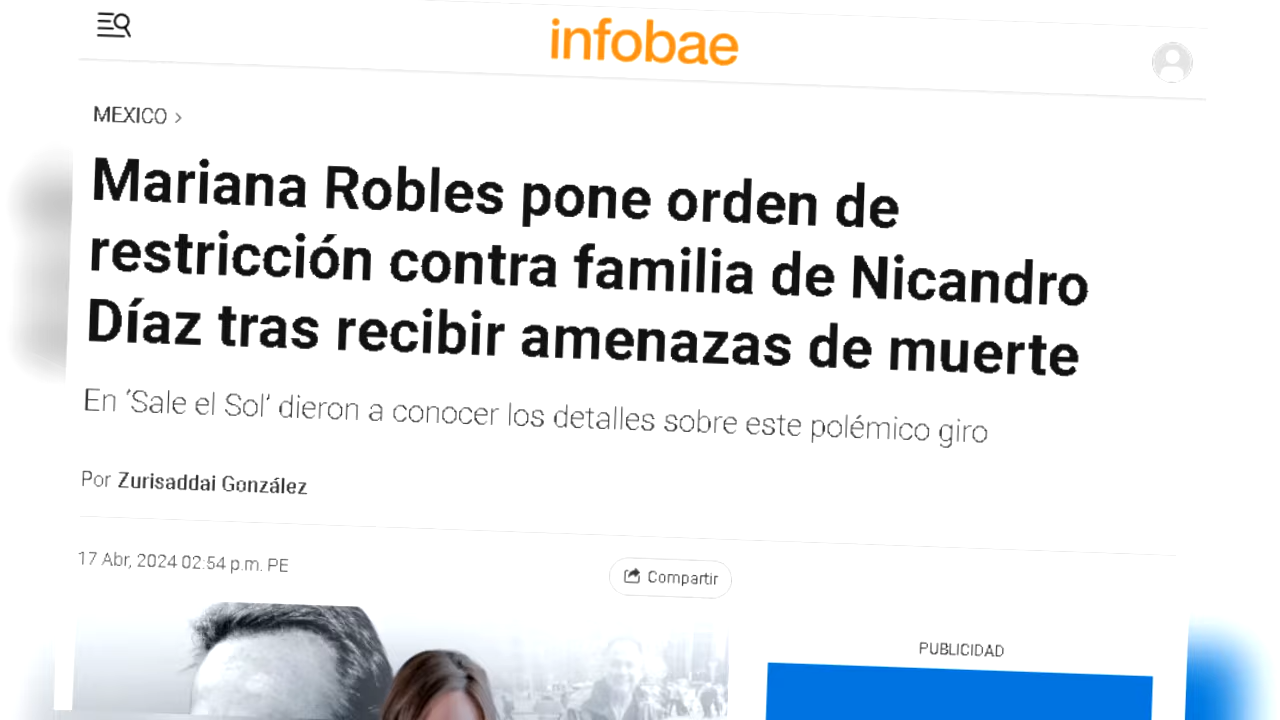 infobae
MEXICO >
Mariana Robles pone orden de
restricción contra familia de Nicandro
Díaz tras recibir amenazas de muerte
En ‘Sale el Sol’ dieron a conocer los detalles sobre este polémico giro
Por Zurisaddai González
17 Abr, 2024 02:54 p.m. PE
Compartir
PUBLICIDAD